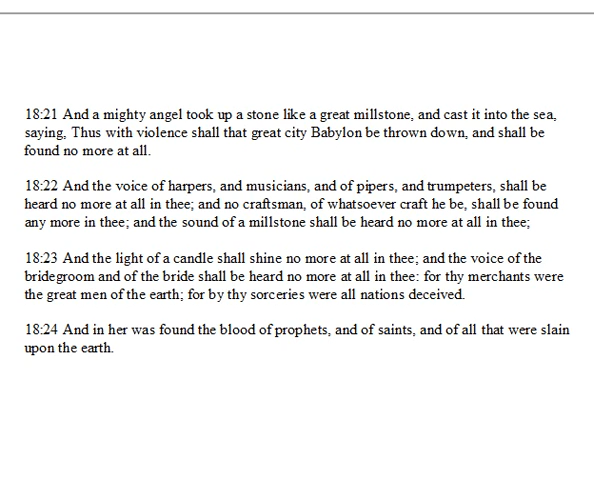 18:21 And a mighty angel took up a stone like a great millstone, and cast it into the sea,
saying, Thus with violence shall that great city Babylon be thrown down, and shall be
found no more at all.
18:22 And the voice of harpers, and musicians, and of pipers, and trumpeters, shall be
heard no more at all in thee; and no craftsman, of whatsoever craft he be, shall be found
any more in thee; and the sound of a millstone shall be heard no more at all in thee;
18:23 And the light of a candle shall shine no more at all in thee; and the voice of the
bridegroom and of the bride shall be heard no more at all in thee: for thy merchants were
the great men of the earth; for by thy sorceries were all nations deceived.
18:24 And in her was found the blood of prophets, and of saints, and of all that were slain
upon the earth.